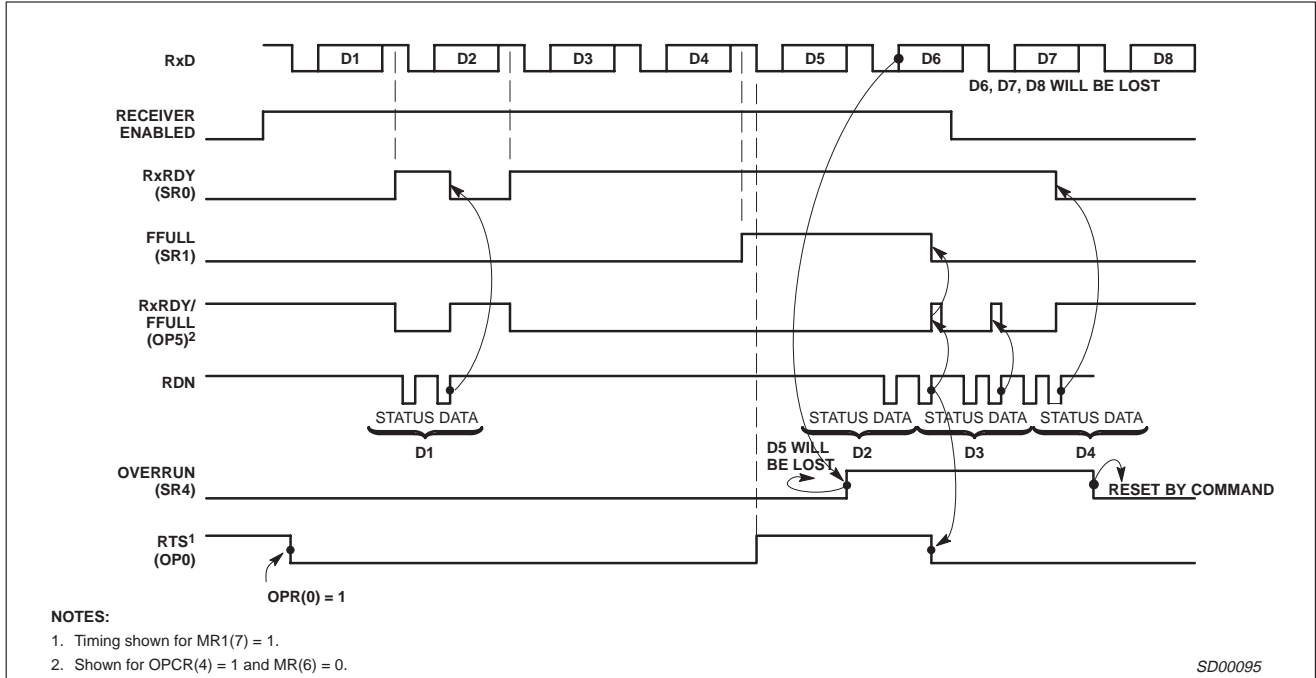 RxD
D1 D2 D3 D4 D5 D6 D7 D8
D6, D7, D8 WILL BE LOST
RECEIVER
ENABLED
RxRDY
(SR0)
FFULL
(SR1)
RxRDY/
FFULL
(OP5)2
RDN
STATUS DATA STATUS DATA STATUS DATA STATUS DATA
D1 D2 D3 D4
D5 WILL
BE LOST
OVERRUN
(SR4)
RESET BY COMMAND
RTS1
(OP0)
OPR(0) = 1
NOTES:
1. Timing shown for MR1(7) = 1.
2. Shown for OPCR(4) = 1 and MR(6) = 0.
SD00095